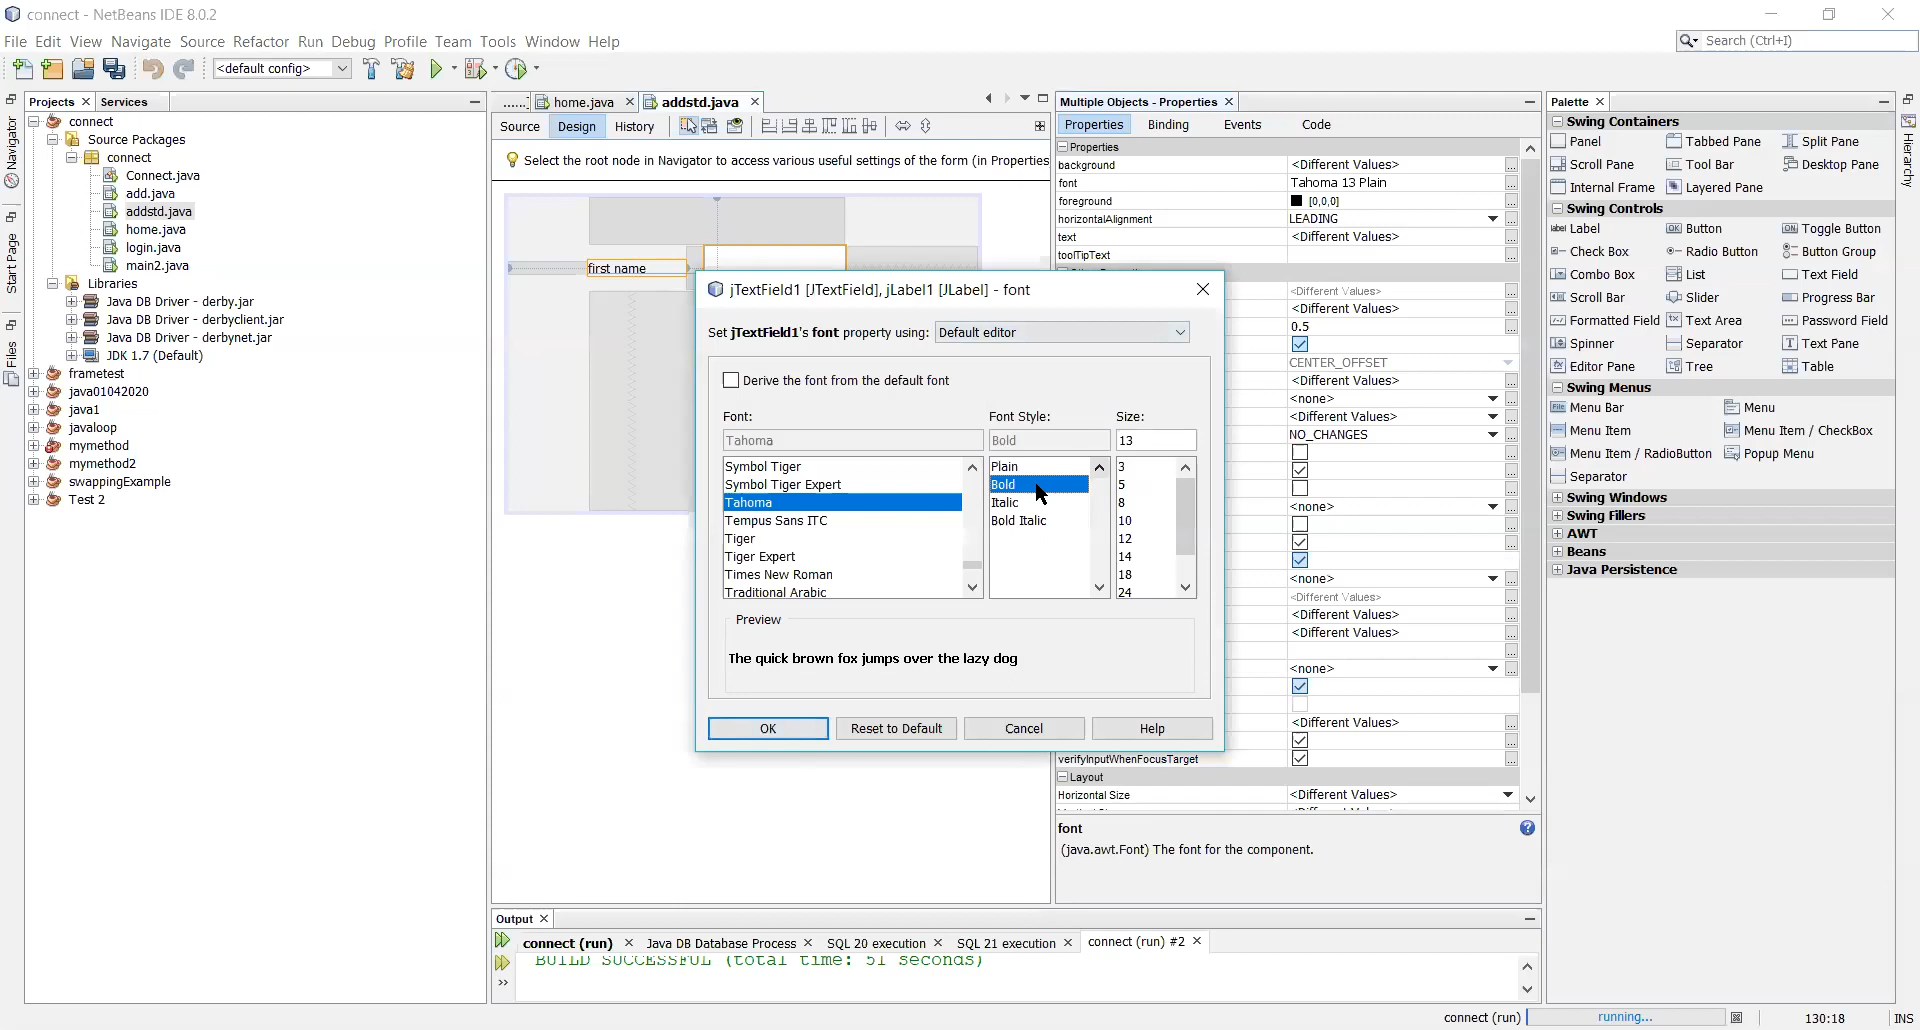 connect - NetBeans IDE 8.0.2
File Edit View Navigate Source Refactor Run Debug Profile Team Tools Window Help
Search (Ctrl+I)
<default config>
Projects
Services
Navigator
Start Page
Files
connect
Source Packages
connect
Connect.java
add.java
addstd.java
home.java
login.java
main2.java
Libraries
Java DB Driver - derby.jar
Java DB Driver - derbyclient.jar
Java DB Driver - derbynet.jar
JDK 1.7 (Default)
frametest
java01042020
java1
javaloop
mymethod
mymethod2
swappingExample
Test 2
......
home.java
addstd.java
Source Design History
Select the root node in Navigator to access various useful settings of the form (in Properties
first name
jTextField1 [JTextField], jLabel1 [JLabel] - font
Set jTextField1's font property using: Default editor
Derive the font from the default font
Font: Font Style: Size:
Tahoma Bold 13
Symbol Tiger
Symbol Tiger Expert
Tahoma
Tempus Sans ITC
Tiger
Tiger Expert
Times New Roman
Traditional Arabic
Plain
Bold
Italic
Bold Italic
3
5
8
10
12
14
18
24
Preview
The quick brown fox jumps over the lazy dog
OK Reset to Default Cancel Help
Multiple Objects - Properties
Properties Binding Events Code
Properties
background <Different Values>
font Tahoma 13 Plain
foreground [0,0,0]
horizontalAlignment LEADING
text <Different Values>
toolTipText
<Different Values>
<Different Values>
0.5
CENTER_OFFSET
<Different Values>
<none>
<Different Values>
NO_CHANGES
<none>
<none>
<Different Values>
<Different Values>
<Different Values>
<none>
<Different Values>
verifyInputWhenFocusTarget
Layout
Horizontal Size <Different Values>
font
(java.awt.Font) The font for the component.
Palette
Hierarchy
Swing Containers
Panel Tabbed Pane Split Pane
Scroll Pane Tool Bar Desktop Pane
Internal Frame Layered Pane
Swing Controls
Label Button Toggle Button
Check Box Radio Button Button Group
Combo Box List Text Field
Scroll Bar Slider Progress Bar
Formatted Field Text Area Password Field
Spinner Separator Text Pane
Editor Pane Tree Table
Swing Menus
Menu Bar Menu
Menu Item Menu Item / CheckBox
Menu Item / RadioButton Popup Menu
Separator
Swing Windows
Swing Fillers
AWT
Beans
Java Persistence
Output
connect (run) Java DB Database Process SQL 20 execution SQL 21 execution connect (run) #2
BUILD SUCCESSFUL (total time: 51 seconds)
connect (run) running... 130:18 INS